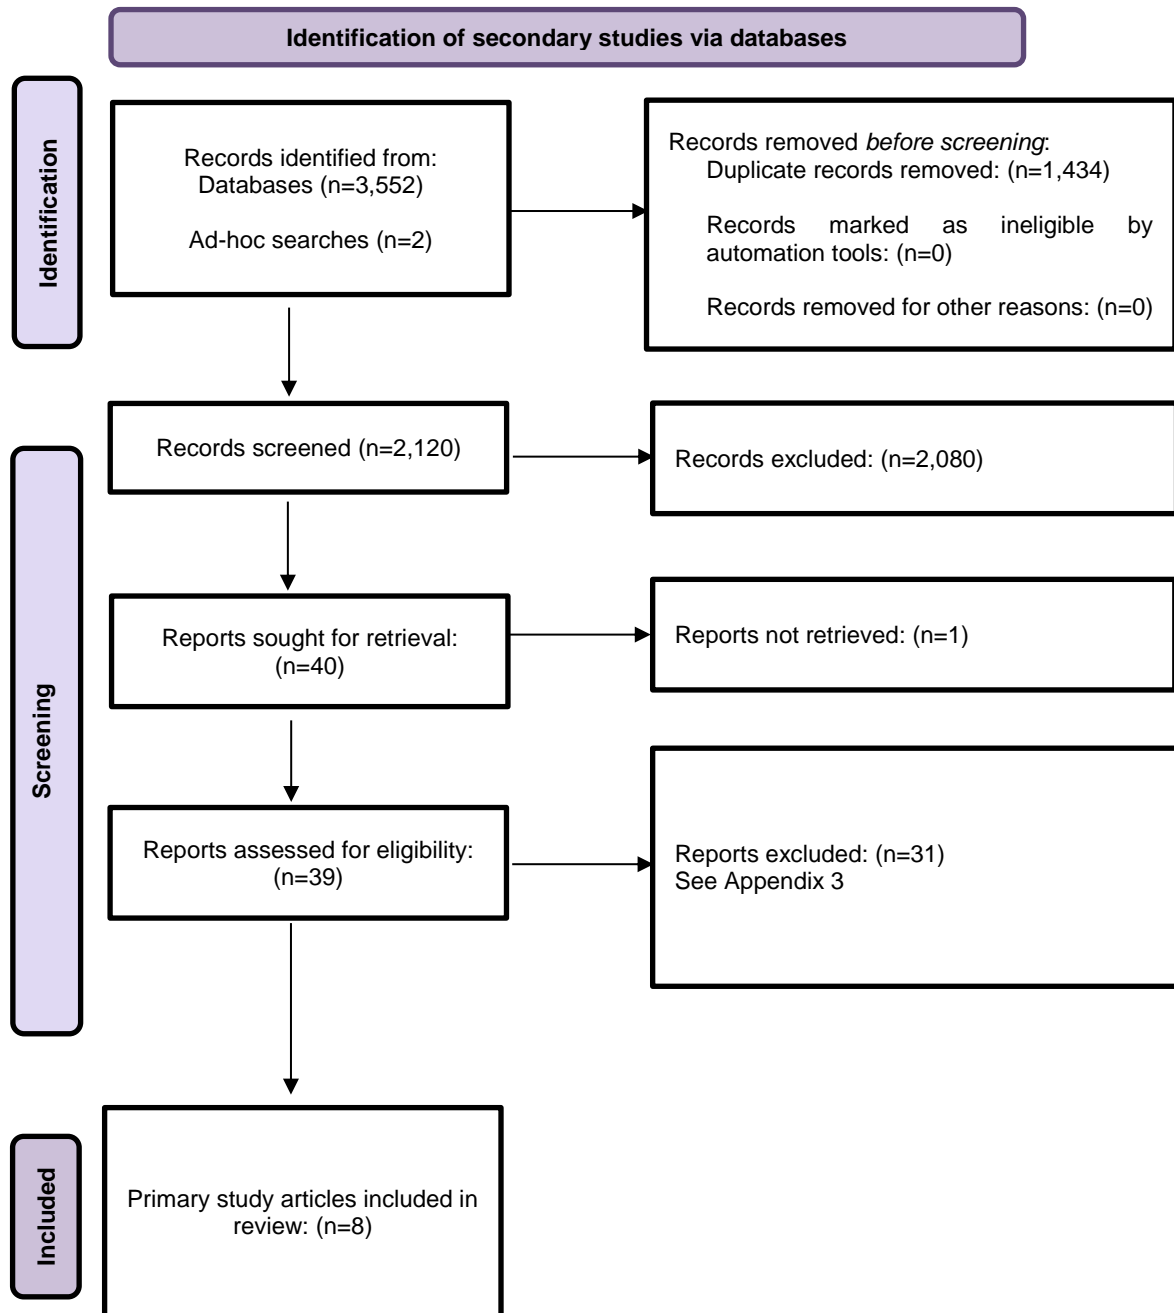 Identification of secondary studies via databases
Identification
Records identified from:
Databases (n=3,552)
Ad-hoc searches (n=2)
Records removed before screening:
Duplicate records removed: (n=1,434)
Records marked as ineligible by
automation tools: (n=0)
Records removed for other reasons: (n=0)
Screening
Records screened (n=2,120)
Records excluded: (n=2,080)
Reports sought for retrieval:
(n=40)
Reports not retrieved: (n=1)
Reports assessed for eligibility:
(n=39)
Reports excluded: (n=31)
See Appendix 3
Included
Primary study articles included in
review: (n=8)